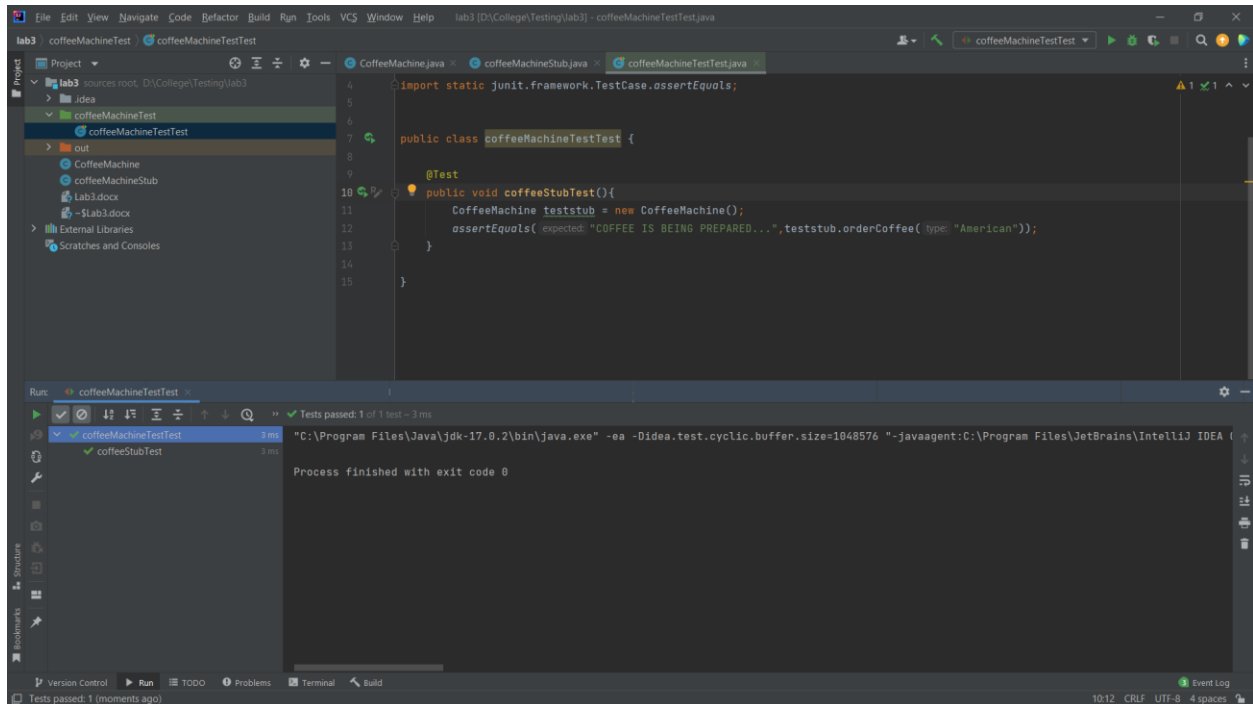 File Edit View Navigate Code Refactor Build Run Tools VCS Window Help lab3 [D:\College\Testing\lab3] - coffeeMachineTestTest.java
lab3 coffeeMachineTest coffeeMachineTestTest coffeeMachineTestTest
Project Project CoffeeMachine.java coffeeMachineStub.java coffeeMachineTestTest.java
lab3 sources root, D:\College\Testing\lab3
.idea
coffeeMachineTest
coffeeMachineTestTest
out
CoffeeMachine
coffeeMachineStub
Lab3.docx
~$Lab3.docx
External Libraries
Scratches and Consoles
4 import static junit.framework.TestCase.assertEquals; 1 1
5
6
7 public class coffeeMachineTestTest {
8
9 @Test
10 public void coffeeStubTest(){
11 CoffeeMachine teststub = new CoffeeMachine();
12 assertEquals( expected: "COFFEE IS BEING PREPARED...",teststub.orderCoffee( type: "American"));
13 }
14
15 }
Run: coffeeMachineTestTest
Tests passed: 1 of 1 test – 3 ms
coffeeMachineTestTest 3 ms
coffeeStubTest 3 ms
"C:\Program Files\Java\jdk-17.0.2\bin\java.exe" -ea -Didea.test.cyclic.buffer.size=1048576 "-javaagent:C:\Program Files\JetBrains\IntelliJ IDEA
Process finished with exit code 0
Structure
Bookmarks
Version Control Run TODO Problems Terminal Build 3 Event Log
Tests passed: 1 (moments ago) 10:12 CRLF UTF-8 4 spaces